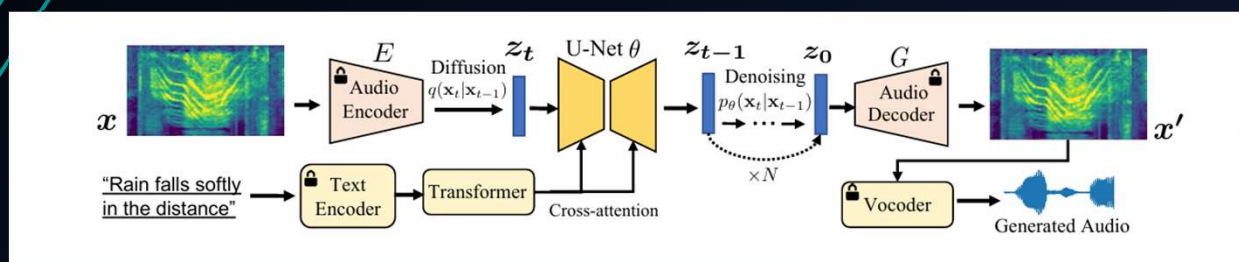 x
E
Audio
Encoder
Diffusion
q(x_t|x_{t-1})
z_t
U-Net θ
z_{t-1}
Denoising
p_θ(x_t|x_{t-1})
···
×N
z_0
G
Audio
Decoder
x′
“Rain falls softly
in the distance”
Text
Encoder
Transformer
Cross-attention
Vocoder
Generated Audio